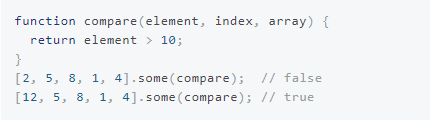 function compare(element, index, array) {
  return element > 10;
}
[2, 5, 8, 1, 4].some(compare);  // false
[12, 5, 8, 1, 4].some(compare); // true